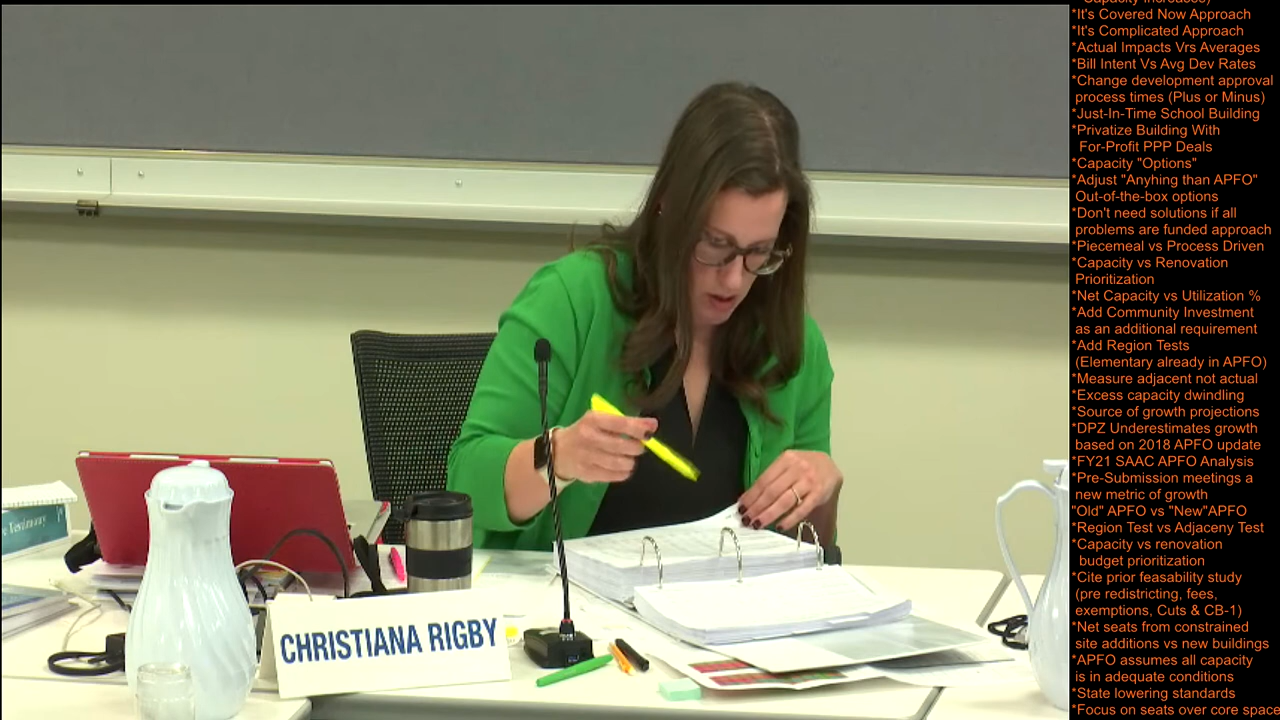 Capacity Increases)
*It's Covered Now Approach
*It's Complicated Approach
*Actual Impacts Vrs Averages
*Bill Intent Vs Avg Dev Rates
*Change development approval
process times (Plus or Minus)
*Just-In-Time School Building
*Privatize Building With
For-Profit PPP Deals
*Capacity "Options"
*Adjust "Anyhing than APFO"
Out-of-the-box options
*Don't need solutions if all
problems are funded approach
*Piecemeal vs Process Driven
*Capacity vs Renovation
Prioritization
*Net Capacity vs Utilization %
*Add Community Investment
as an additional requirement
*Add Region Tests
(Elementary already in APFO)
*Measure adjacent not actual
*Excess capacity dwindling
*Source of growth projections
*DPZ Underestimates growth
based on 2018 APFO update
*FY21 SAAC APFO Analysis
*Pre-Submission meetings a
new metric of growth
"Old" APFO vs "New"APFO
*Region Test vs Adjaceny Test
*Capacity vs renovation
budget prioritization
*Cite prior feasability study
(pre redistricting, fees,
exemptions, Cuts & CB-1)
*Net seats from constrained
site additions vs new buildings
*APFO assumes all capacity
is in adequate conditions
*State lowering standards
*Focus on seats over core space
Testimony
CHRISTIANA RIGBY